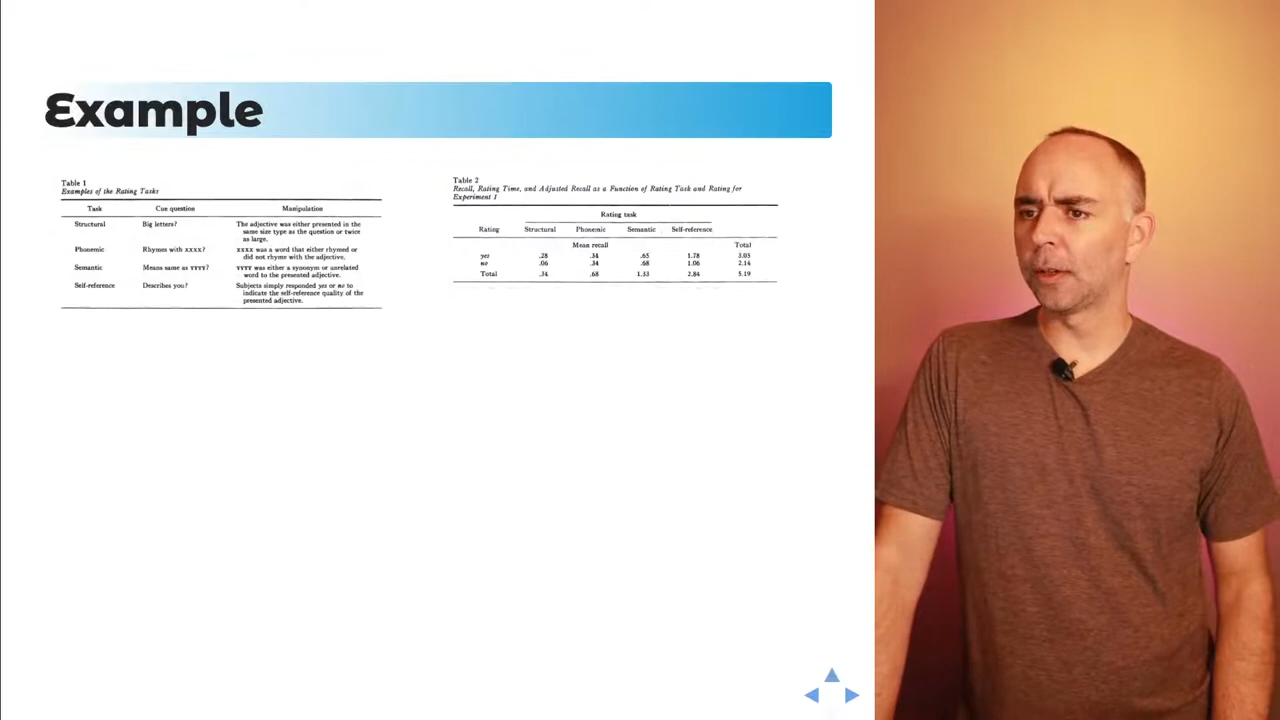 Example
Table 1
Examples of the Rating Tasks
Task Cue question Manipulation
Structural Big letters? The adjective was either presented in the
same size type as the question or twice
as large.
Phonemic Rhymes with xxxx? xxxx was a word that either rhymed or
did not rhyme with the adjective.
Semantic Means same as YYYY? YYYY was either a synonym or unrelated
word to the presented adjective.
Self-reference Describes you? Subjects simply responded yes or no to
indicate the self-reference quality of the
presented adjective.
Table 2
Recall, Rating Time, and Adjusted Recall as a Function of Rating Task and Rating for
Experiment 1
Rating task
Rating Structural Phonemic Semantic Self-reference
Mean recall Total
yes .28 .34 .65 1.78 3.05
no .06 .34 .68 1.06 2.14
Total .34 .68 1.33 2.84 5.19